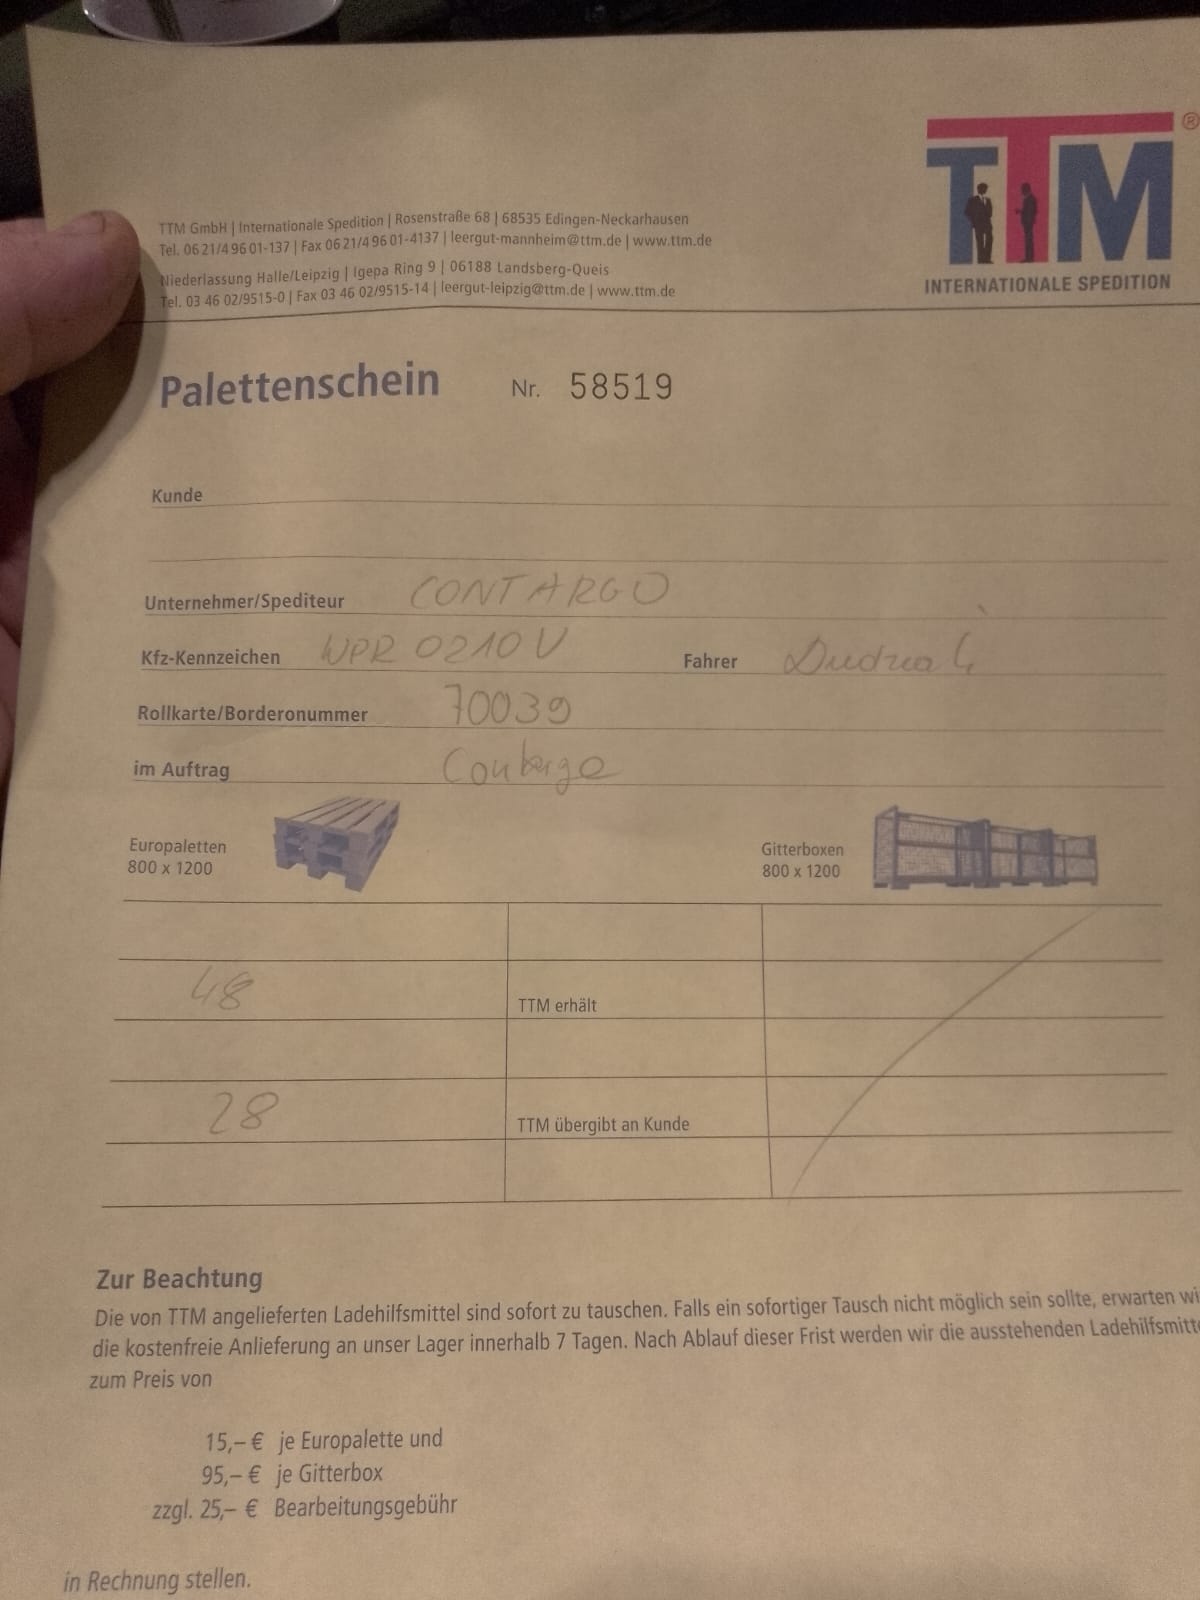 TTM ®
INTERNATIONALE SPEDITION
TTM GmbH | Internationale Spedition | Rosenstraße 68 | 68535 Edingen-Neckarhausen
Tel. 06 21/4 96 01-137 | Fax 06 21/4 96 01-4137 | leergut-mannheim@ttm.de | www.ttm.de
Niederlassung Halle/Leipzig | Igepa Ring 9 | 06188 Landsberg-Queis
Tel. 03 46 02/9515-0 | Fax 03 46 02/9515-14 | leergut-leipzig@ttm.de | www.ttm.de
Palettenschein Nr. 58519
Kunde
Unternehmer/Spediteur CONTARGO
Kfz-Kennzeichen WPR 0210V Fahrer
Rollkarte/Borderonummer 70039
im Auftrag
Europaletten
800 x 1200
Gitterboxen
800 x 1200
48 TTM erhält
28 TTM übergibt an Kunde
Zur Beachtung
Die von TTM angelieferten Ladehilfsmittel sind sofort zu tauschen. Falls ein sofortiger Tausch nicht möglich sein sollte, erwarten wi
die kostenfreie Anlieferung an unser Lager innerhalb 7 Tagen. Nach Ablauf dieser Frist werden wir die ausstehenden Ladehilfsmitte
zum Preis von
15,– € je Europalette und
95,– € je Gitterbox
zzgl. 25,– € Bearbeitungsgebühr
in Rechnung stellen.